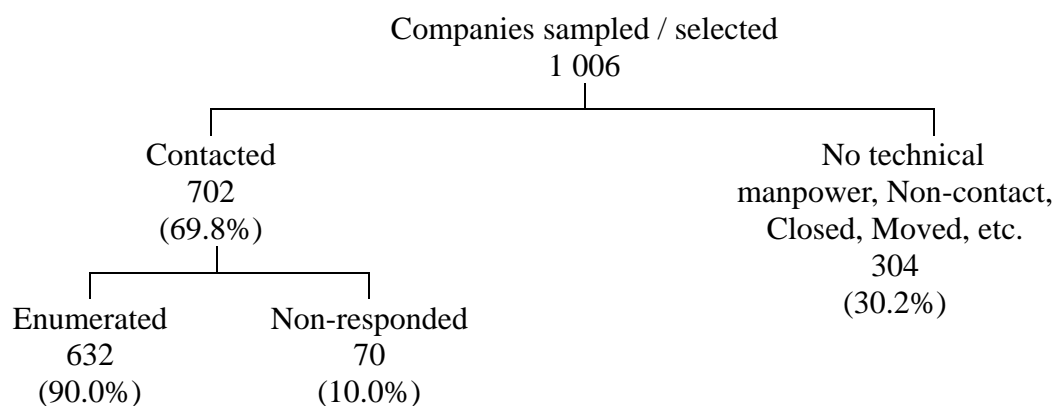 Companies sampled / selected
1 006
Contacted
702
(69.8%)
No technical
manpower, Non-contact,
Closed, Moved, etc.
304
(30.2%)
Enumerated
632
(90.0%)
Non-responded
70
(10.0%)